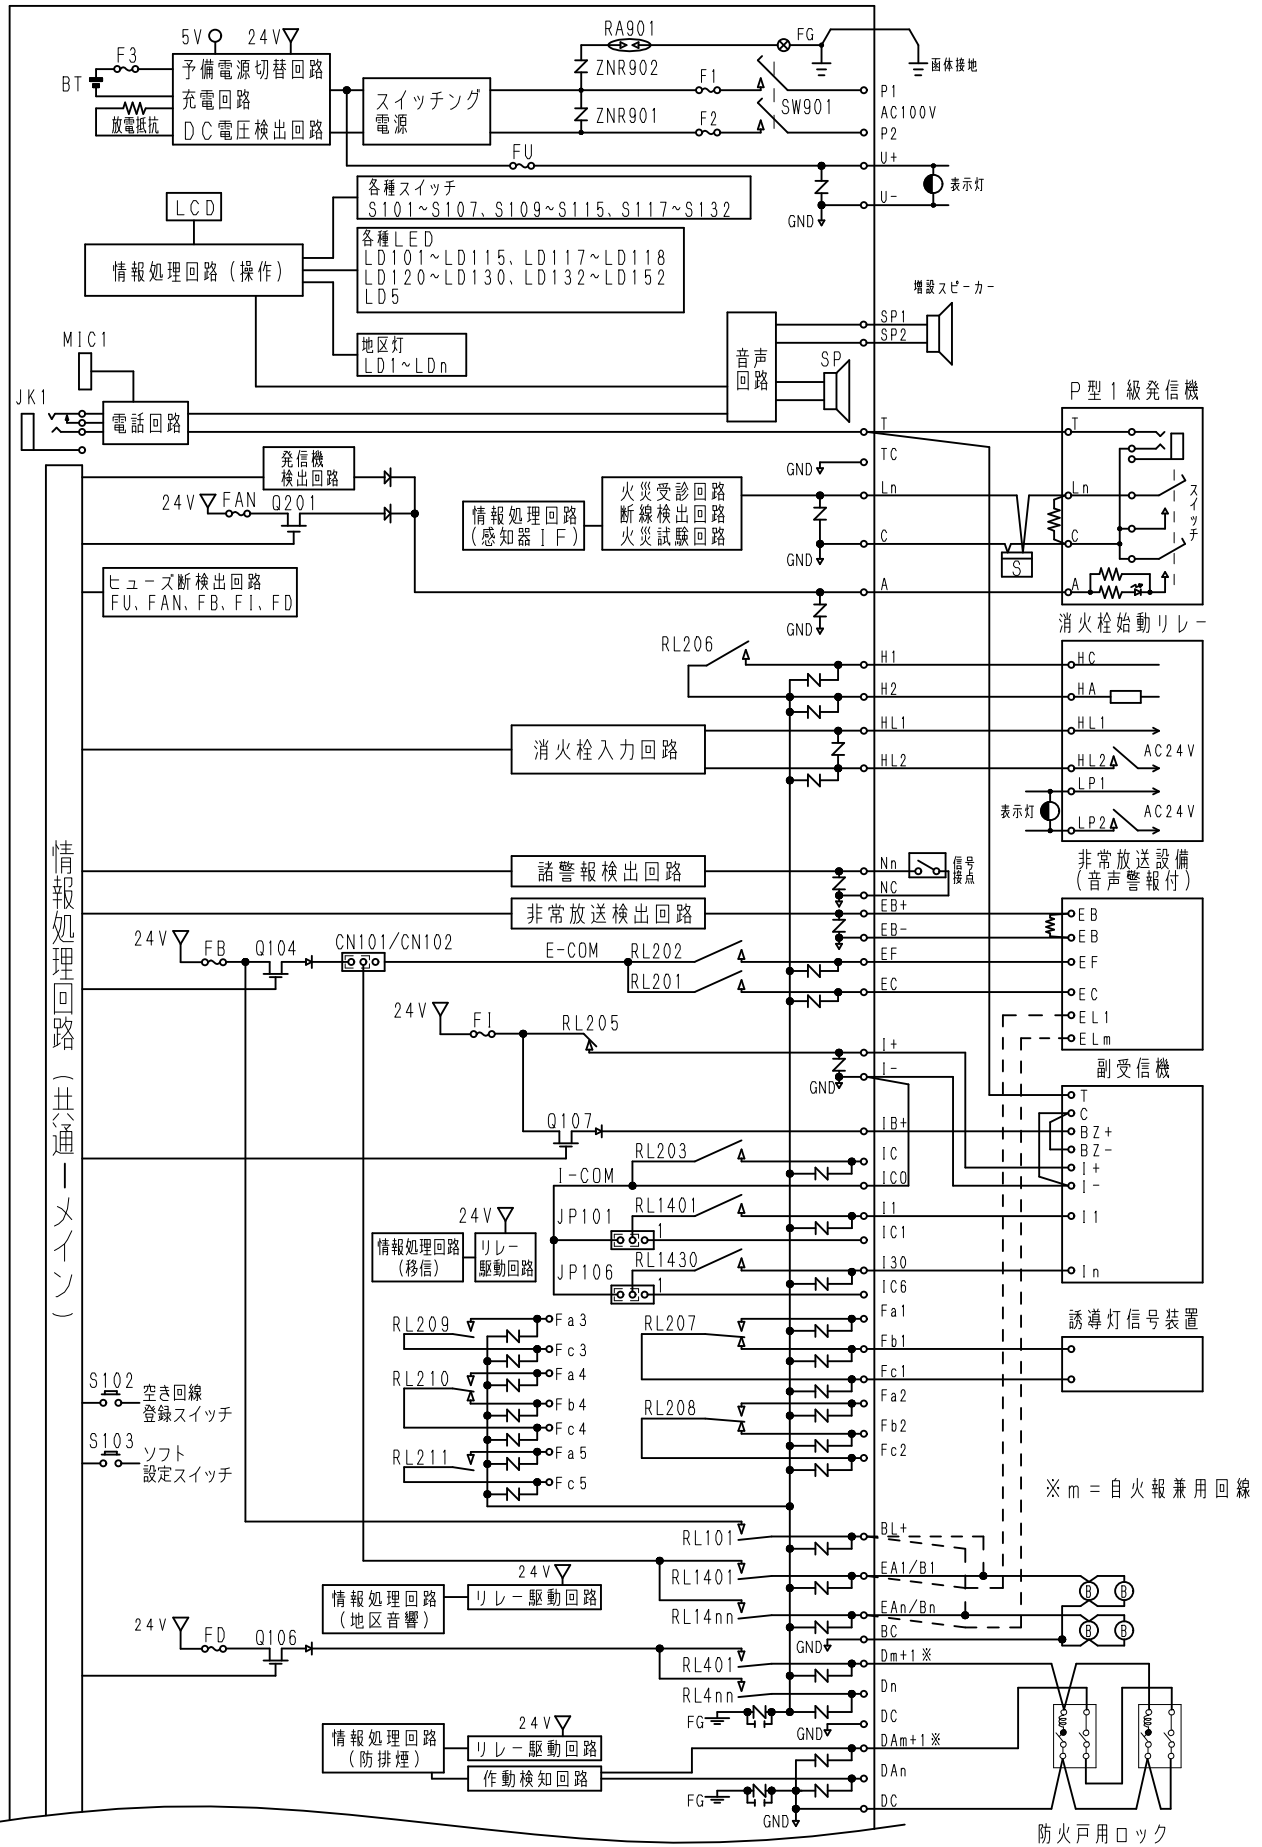 RA901
FG
5V
24V
F3
ZNR902
函体接地
BT
予備電源切替回路
充電回路
DC電圧検出回路
放電抵抗
スイッチング
電源
F1
P1
ZNR901
F2
SW901
AC100V
P2
FU
U+
表示灯
U-
GND
LCD
各種スイッチ
S101~S107、S109~S115、S117~S132
情報処理回路(操作)
各種LED
LD101~LD115、LD117~LD118
LD120~LD130、LD132~LD152
LD5
増設スピーカー
SP1
SP2
MIC1
地区灯
LD1~LDn
音声
回路
SP
JK1
電話回路
P型1級発信機
T
T
TC
GND
発信機
検出回路
24V
FAN
Q201
情報処理回路
(感知器IF)
火災受診回路
断線検出回路
火災試験回路
Ln
Ln
スイッチ
C
C
GND
S
ヒューズ断検出回路
FU、FAN、FB、FI、FD
A
A
GND
消火栓始動リレー
RL206
H1
HC
H2
HA
消火栓入力回路
HL1
HL1
AC24V
HL2
HL2
LP1
表示灯
AC24V
LP2
情報処理回路(共通ーメイン)
諸警報検出回路
Nn
信号
接点
NC
非常放送設備
(音声警報付)
非常放送検出回路
EB+
EB
EB-
EB
24V
FB
Q104
CN101/CN102
E-COM
RL202
EF
EF
RL201
EC
EC
EL1
ELm
24V
FI
RL205
I+
I-
GND
副受信機
T
C
BZ+
BZ-
I+
I-
I1
In
Q107
IB+
RL203
IC
I-COM
IC0
24V
JP101
RL1401
I1
1
IC1
情報処理回路
(移信)
リレー
駆動回路
JP106
RL1430
I30
1
IC6
RL209
Fa3
Fc3
RL207
Fa1
Fb1
Fc1
誘導灯信号装置
RL210
Fa4
Fb4
Fc4
RL208
Fa2
Fb2
Fc2
RL211
Fa5
Fc5
S102
空き回線
登録スイッチ
S103
ソフト
設定スイッチ
※m=自火報兼用回線
RL101
BL+
24V
RL1401
EA1/B1
B
B
情報処理回路
(地区音響)
リレー駆動回路
RL14nn
EAn/Bn
B
B
BC
GND
24V
FD
Q106
RL401
Dm+1※
RL4nn
Dn
FG
DC
GND
24V
情報処理回路
(防排煙)
リレー駆動回路
作動検知回路
DAm+1※
DAn
FG
DC
GND
防火戸用ロック